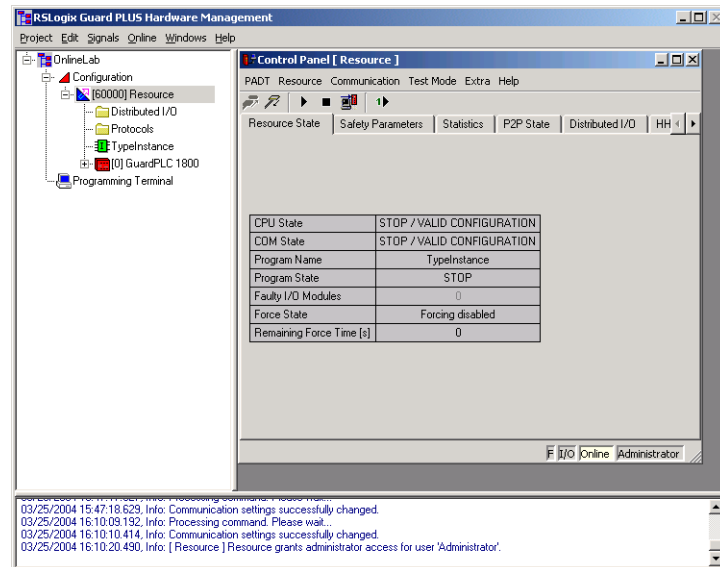 RSLogix Guard PLUS Hardware Management
Project Edit Signals Online Windows Help
OnlineLab
Configuration
[60000] Resource
Distributed I/O
Protocols
TypeInstance
[0] GuardPLC 1800
Programming Terminal
Control Panel [ Resource ]
PADT Resource Communication Test Mode Extra Help
Resource State Safety Parameters Statistics P2P State Distributed I/O HH
CPU State STOP / VALID CONFIGURATION
COM State STOP / VALID CONFIGURATION
Program Name TypeInstance
Program State STOP
Faulty I/O Modules 0
Force State Forcing disabled
Remaining Force Time [s] 0
F I/O Online Administrator
03/25/2004 15:47:18.629, Info: Communication settings successfully changed.
03/25/2004 16:10:09.192, Info: Processing command. Please wait...
03/25/2004 16:10:10.414, Info: Communication settings successfully changed.
03/25/2004 16:10:20.490, Info: [ Resource ] Resource grants administrator access for user 'Administrator'.